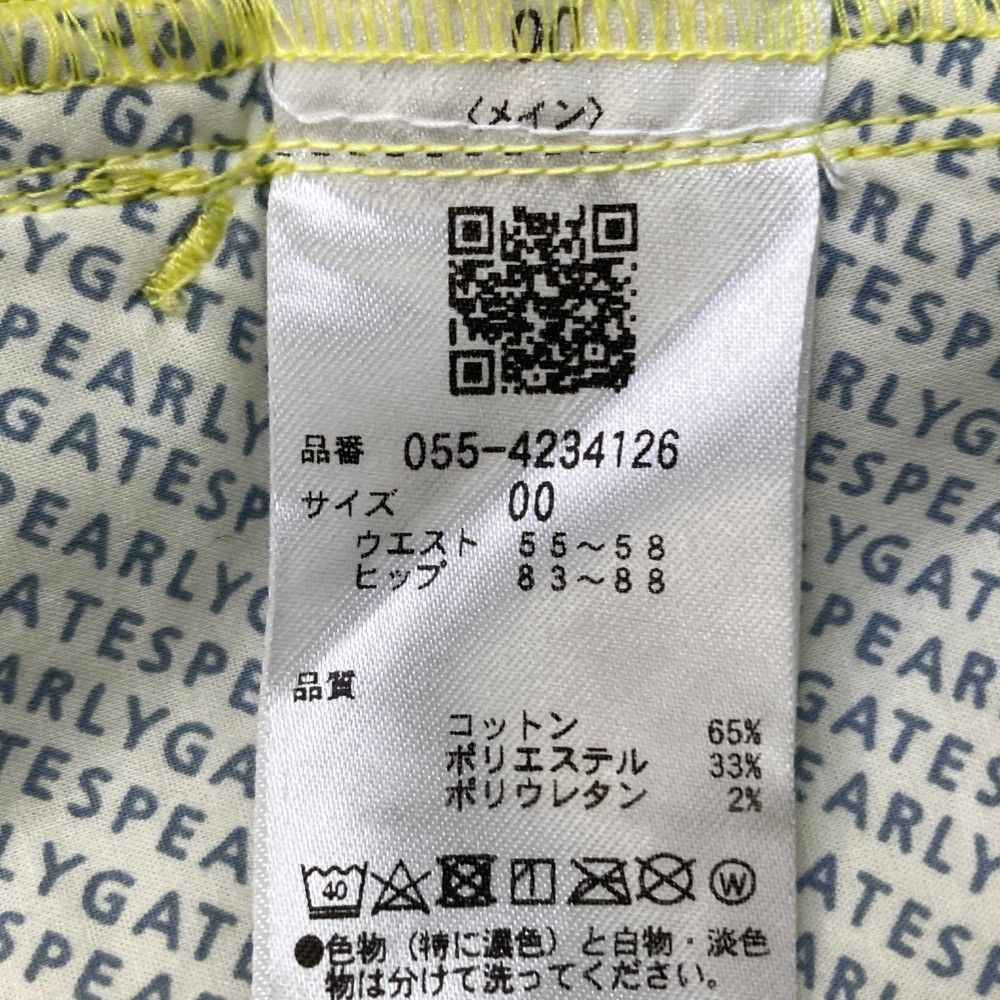 00
〈メイン〉
品番 055-4234126
サイズ 00
ウエスト 55〜58
ヒップ 83〜88
品質
コットン 65%
ポリエステル 33%
ポリウレタン 2%
40
W
●色物（特に濃色）と白物・淡色
物は分けて洗ってください。
PEARLYGATES
PEARLYGATES
PEARLYGATES